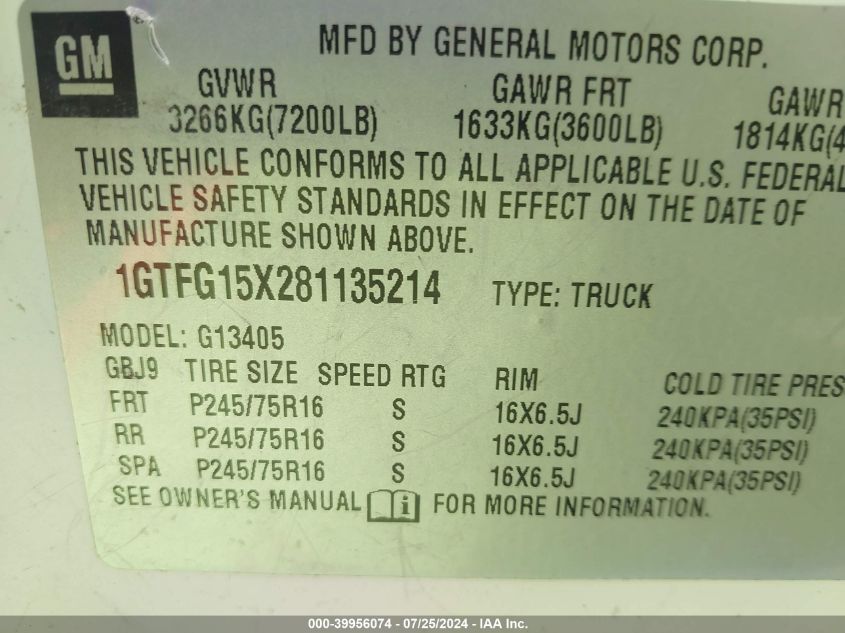 GM
MFD BY GENERAL MOTORS CORP.
GVWR GAWR FRT GAWR
3266KG(7200LB) 1633KG(3600LB) 1814KG(4
THIS VEHICLE CONFORMS TO ALL APPLICABLE U.S. FEDERAL
VEHICLE SAFETY STANDARDS IN EFFECT ON THE DATE OF
MANUFACTURE SHOWN ABOVE.
1GTFG15X281135214 TYPE: TRUCK
MODEL: G13405
GBJ9 TIRE SIZE SPEED RTG RIM COLD TIRE PRES
FRT P245/75R16 S 16X6.5J 240KPA(35PSI)
RR P245/75R16 S 16X6.5J 240KPA(35PSI)
SPA P245/75R16 S 16X6.5J 240KPA(35PSI)
SEE OWNER'S MANUAL i FOR MORE INFORMATION.
000-39956074 - 07/25/2024 - IAA Inc.